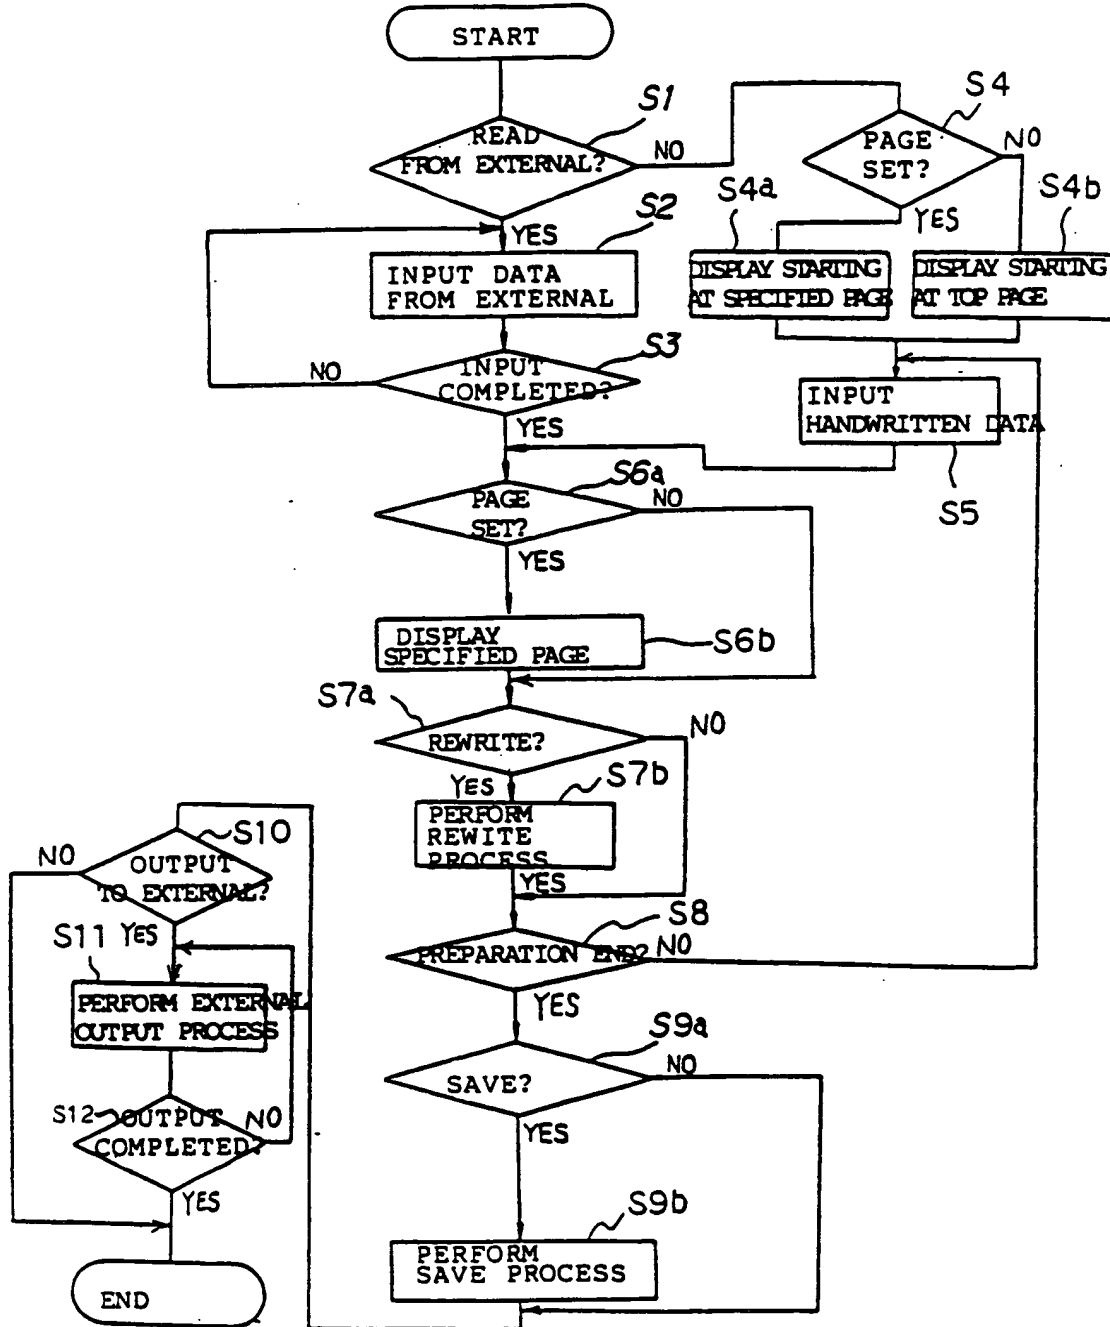 START
S1
READ
FROM EXTERNAL?
NO
YES
S2
INPUT DATA
FROM EXTERNAL
S3
INPUT
COMPLETED?
NO
YES
S4
PAGE
SET?
NO
YES
S4a
DISPLAY STARTING
AT SPECIFIED PAGE
S4b
DISPLAY STARTING
AT TOP PAGE
INPUT
HANDWRITTEN DATA
S5
S6a
PAGE
SET?
NO
YES
DISPLAY
SPECIFIED PAGE
S6b
S7a
REWRITE?
NO
YES
S7b
PERFORM
REWITE
PROCESS
YES
S8
PREPARATION END?
NO
YES
S9a
SAVE?
NO
YES
S9b
PERFORM
SAVE PROCESS
S10
OUTPUT
TO EXTERNAL?
NO
YES
S11
PERFORM EXTERNAL
OUTPUT PROCESS
S12
OUTPUT
COMPLETED?
NO
YES
END